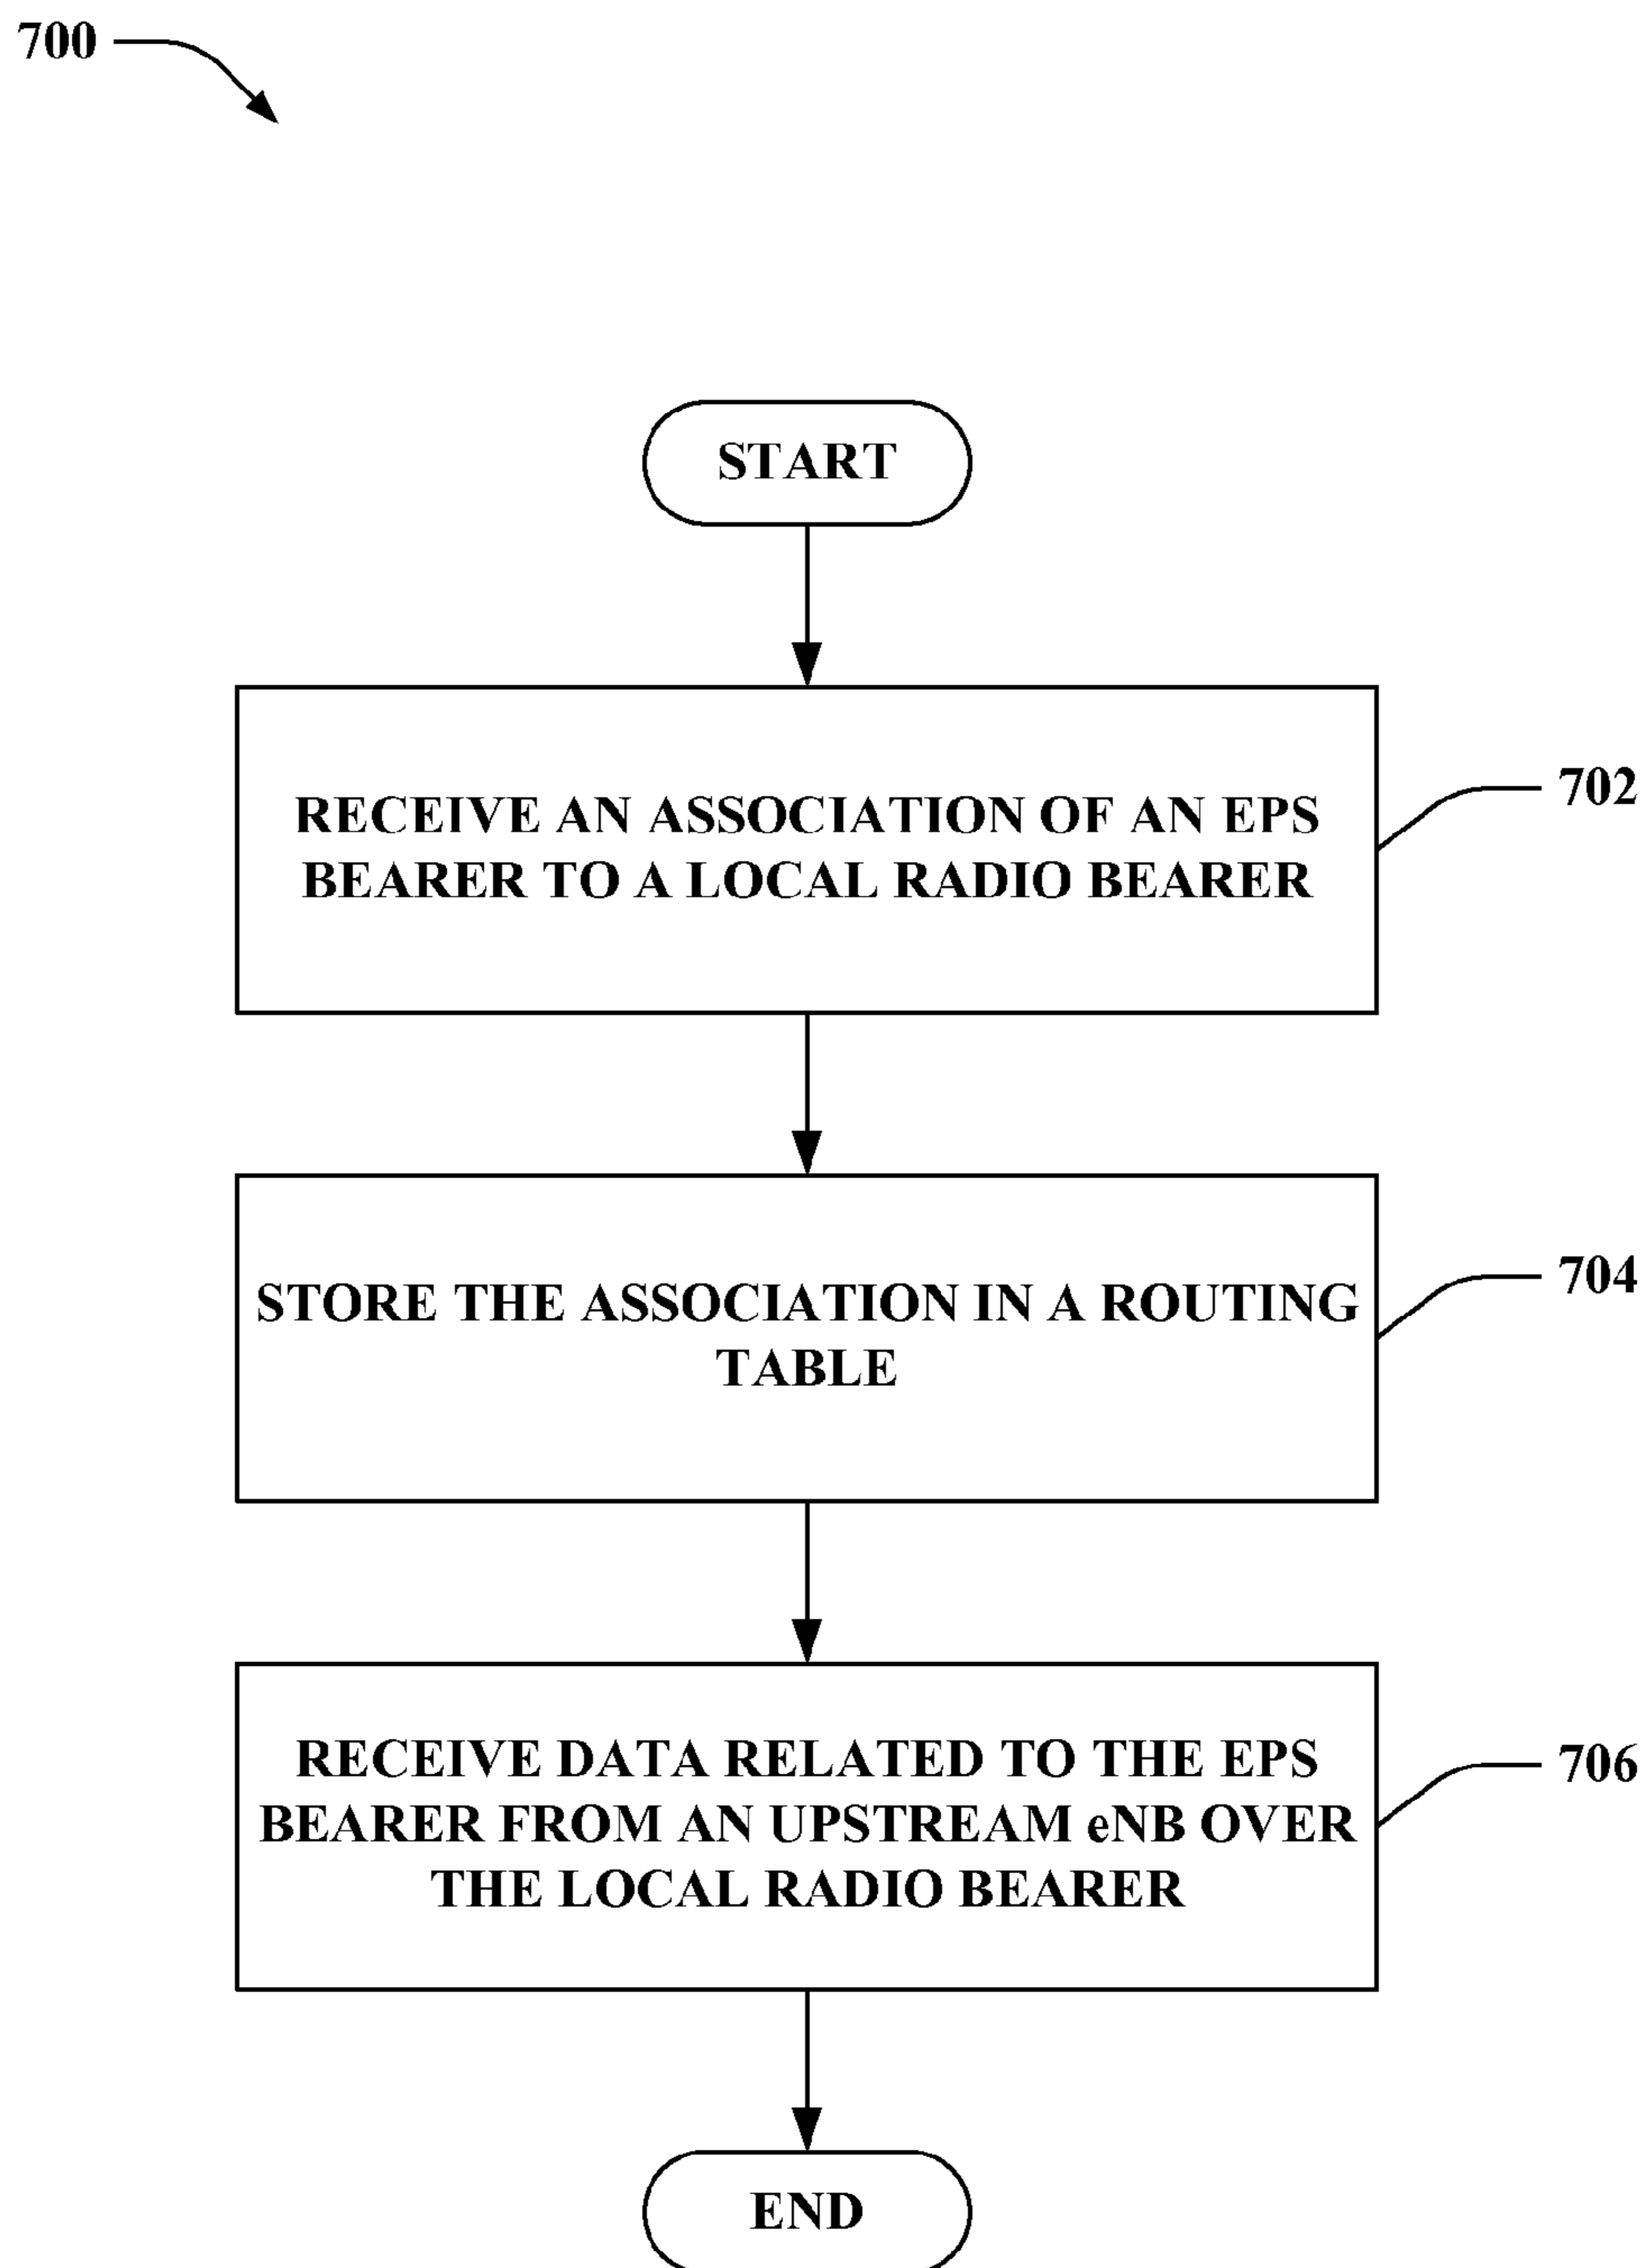 700
START
RECEIVE AN ASSOCIATION OF AN EPS
BEARER TO A LOCAL RADIO BEARER
702
STORE THE ASSOCIATION IN A ROUTING
TABLE
704
RECEIVE DATA RELATED TO THE EPS
BEARER FROM AN UPSTREAM eNB OVER
THE LOCAL RADIO BEARER
706
END